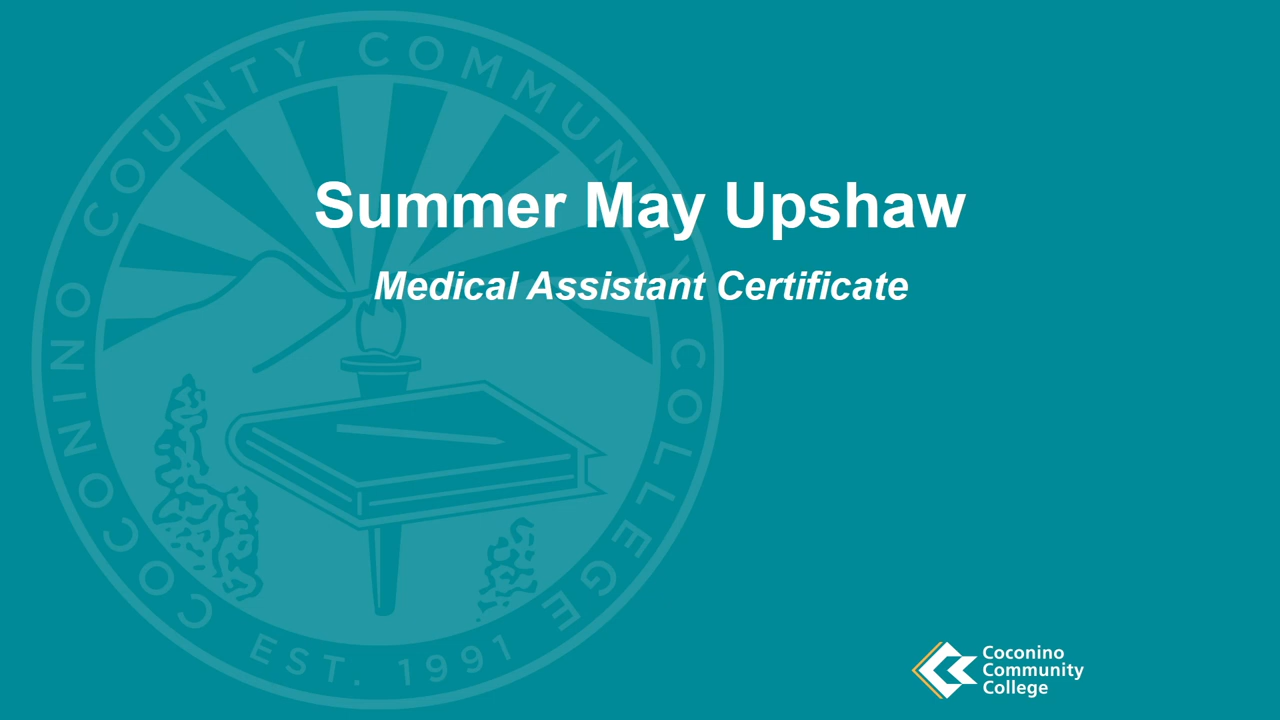 COCONINO COUNTY COMMUNITY COLLEGE
Summer May Upshaw
Medical Assistant Certificate
EST. 1991
Coconino
Community
College